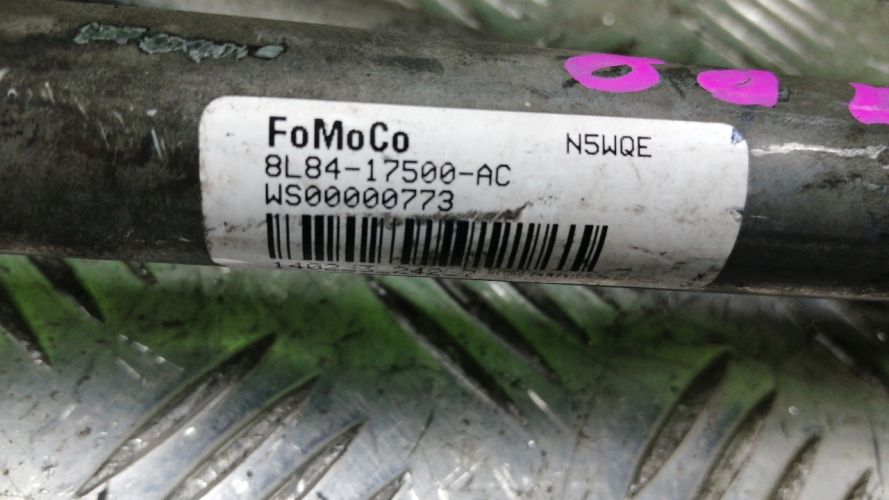 FoMoCo N5WQE
8L84-17500-AC
WS00000773